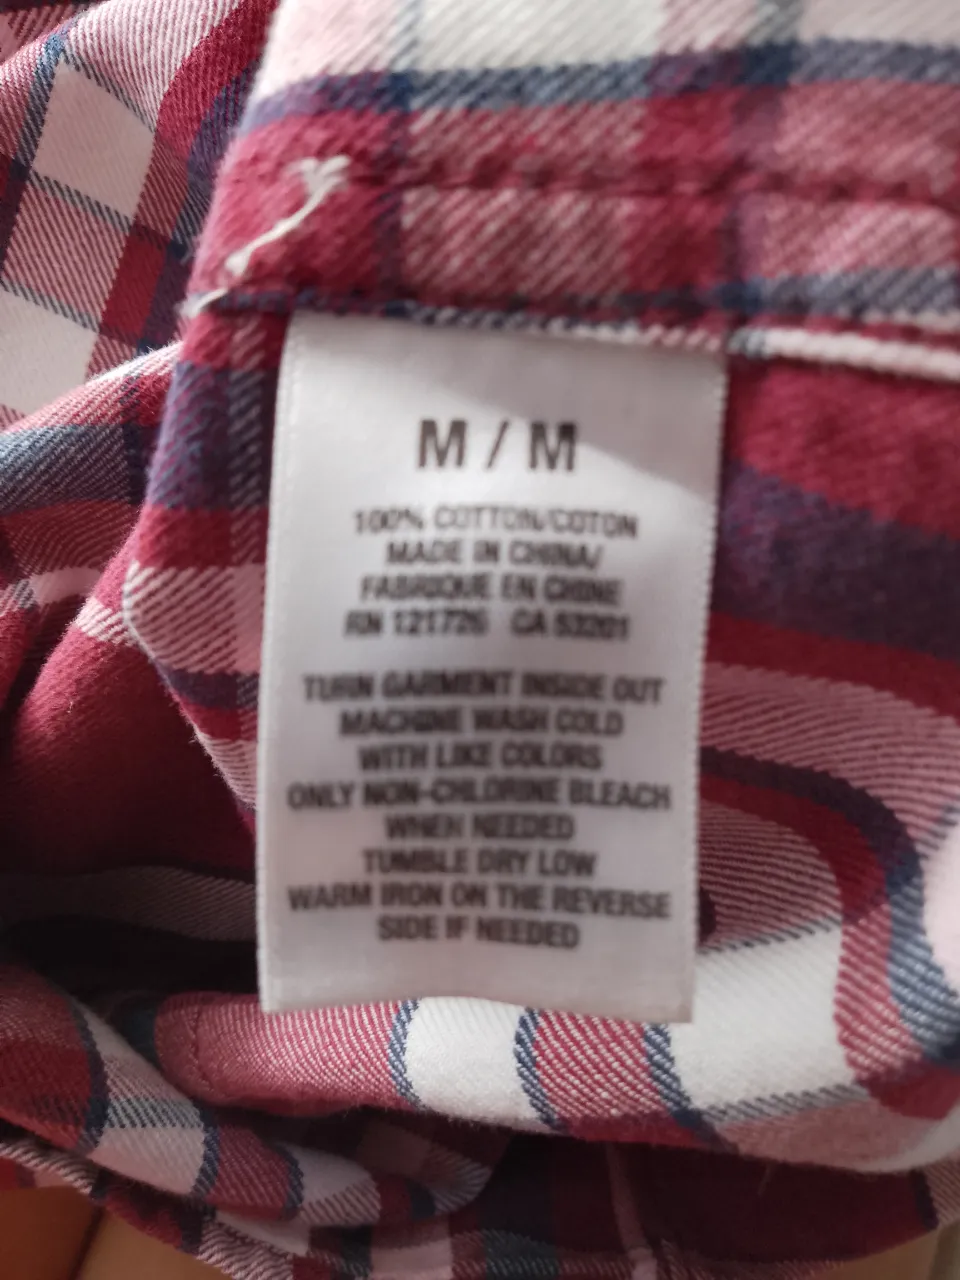 M / M
100% COTTON/COTON
MADE IN CHINA/
FABRIQUE EN CHINE
RN 121726 CA 53201
TURN GARMENT INSIDE OUT
MACHINE WASH COLD
WITH LIKE COLORS
ONLY NON-CHLORINE BLEACH
WHEN NEEDED
TUMBLE DRY LOW
WARM IRON ON THE REVERSE
SIDE IF NEEDED